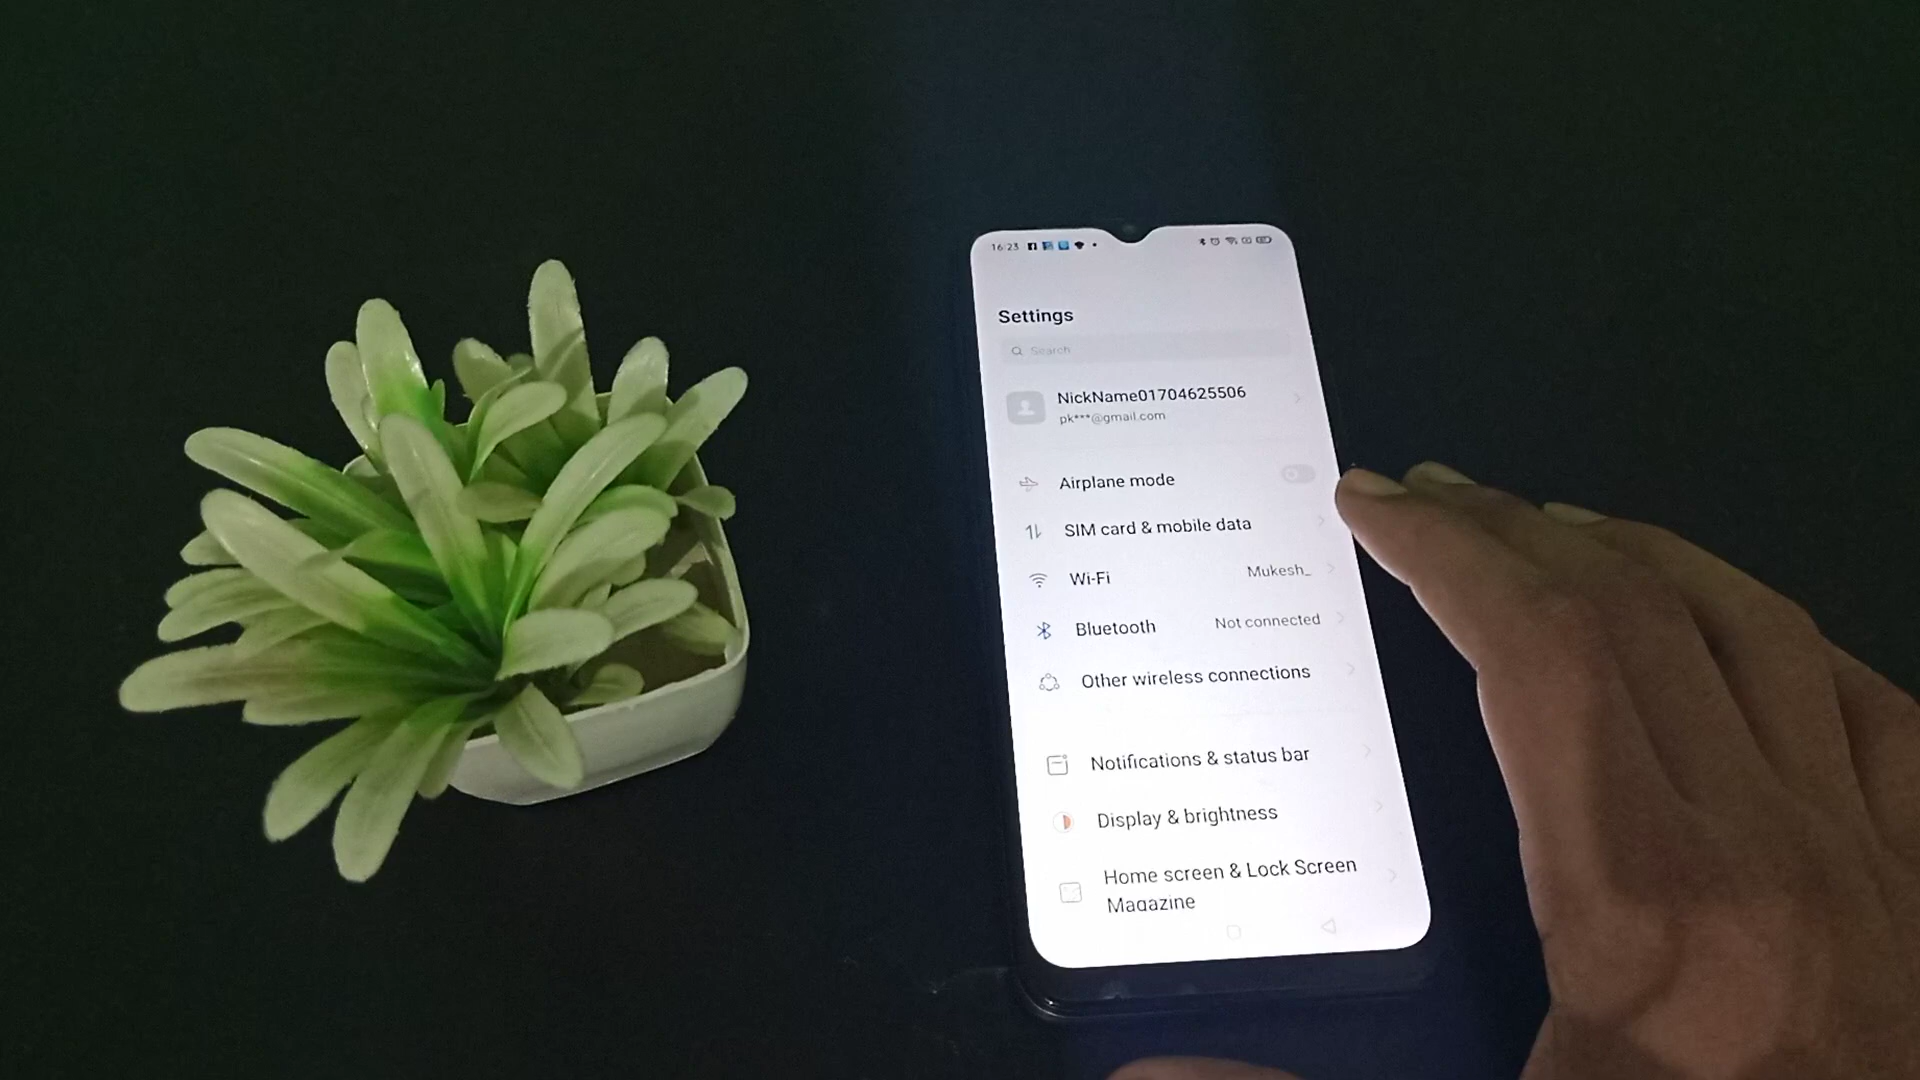 16:23
Settings
Search
NickName01704625506
pk***@gmail.com
Airplane mode
SIM card & mobile data
Wi-Fi Mukesh_
Bluetooth Not connected
Other wireless connections
Notifications & status bar
Display & brightness
Home screen & Lock Screen
Magazine